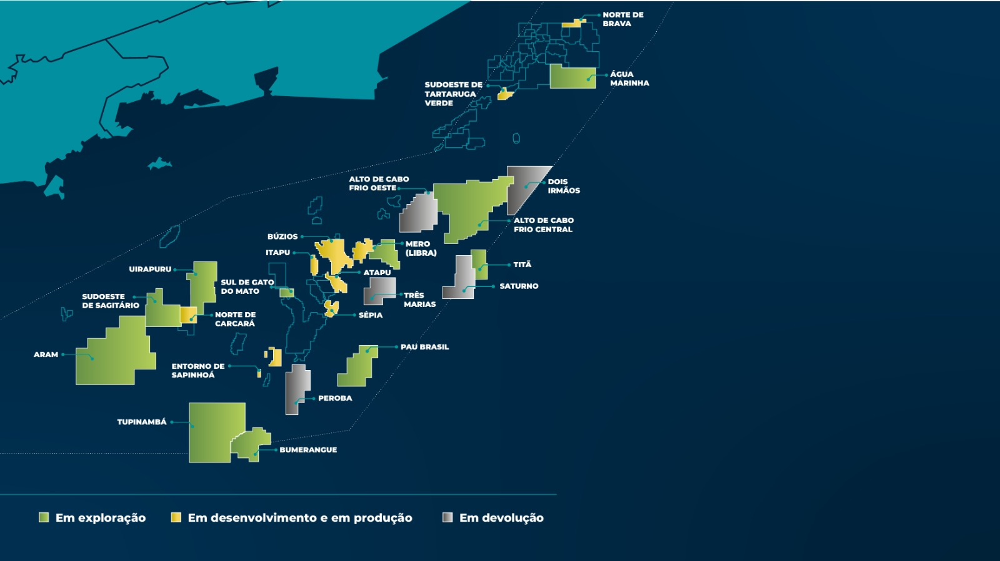 NORTE DE
BRAVA
ÁGUA
MARINHA
SUDOESTE DE
TARTARUGA
VERDE
ALTO DE CABO
FRIO OESTE
DOIS
IRMÃOS
ALTO DE CABO
FRIO CENTRAL
BÚZIOS
MERO
(LIBRA)
ITAPU
TITÃ
UIRAPURU
ATAPU
SUL DE GATO
DO MATO
SATURNO
SUDOESTE
DE SAGITÁRIO
TRÊS
MARIAS
NORTE DE
CARCARÁ
SÉPIA
PAU BRASIL
ARAM
ENTORNO DE
SAPINHOÁ
PEROBA
TUPINAMBÁ
BUMERANGUE
Em exploração
Em desenvolvimento e em produção
Em devolução